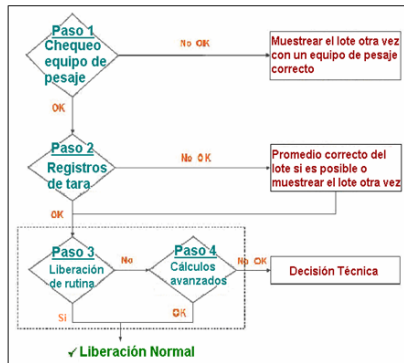 Paso 1
Chequeo
equipo de
pesaje
No OK
Muestrear el lote otra vez
con un equipo de pesaje
correcto
OK
Paso 2
Registros
de tara
No OK
Promedio correcto del
lote si es posible o
muestrear el lote otra vez
OK
Paso 3
Liberación
de rutina
No
Paso 4
Cálculos
avanzados
No OK
Decisión Técnica
Si
OK
✓ Liberación Normal